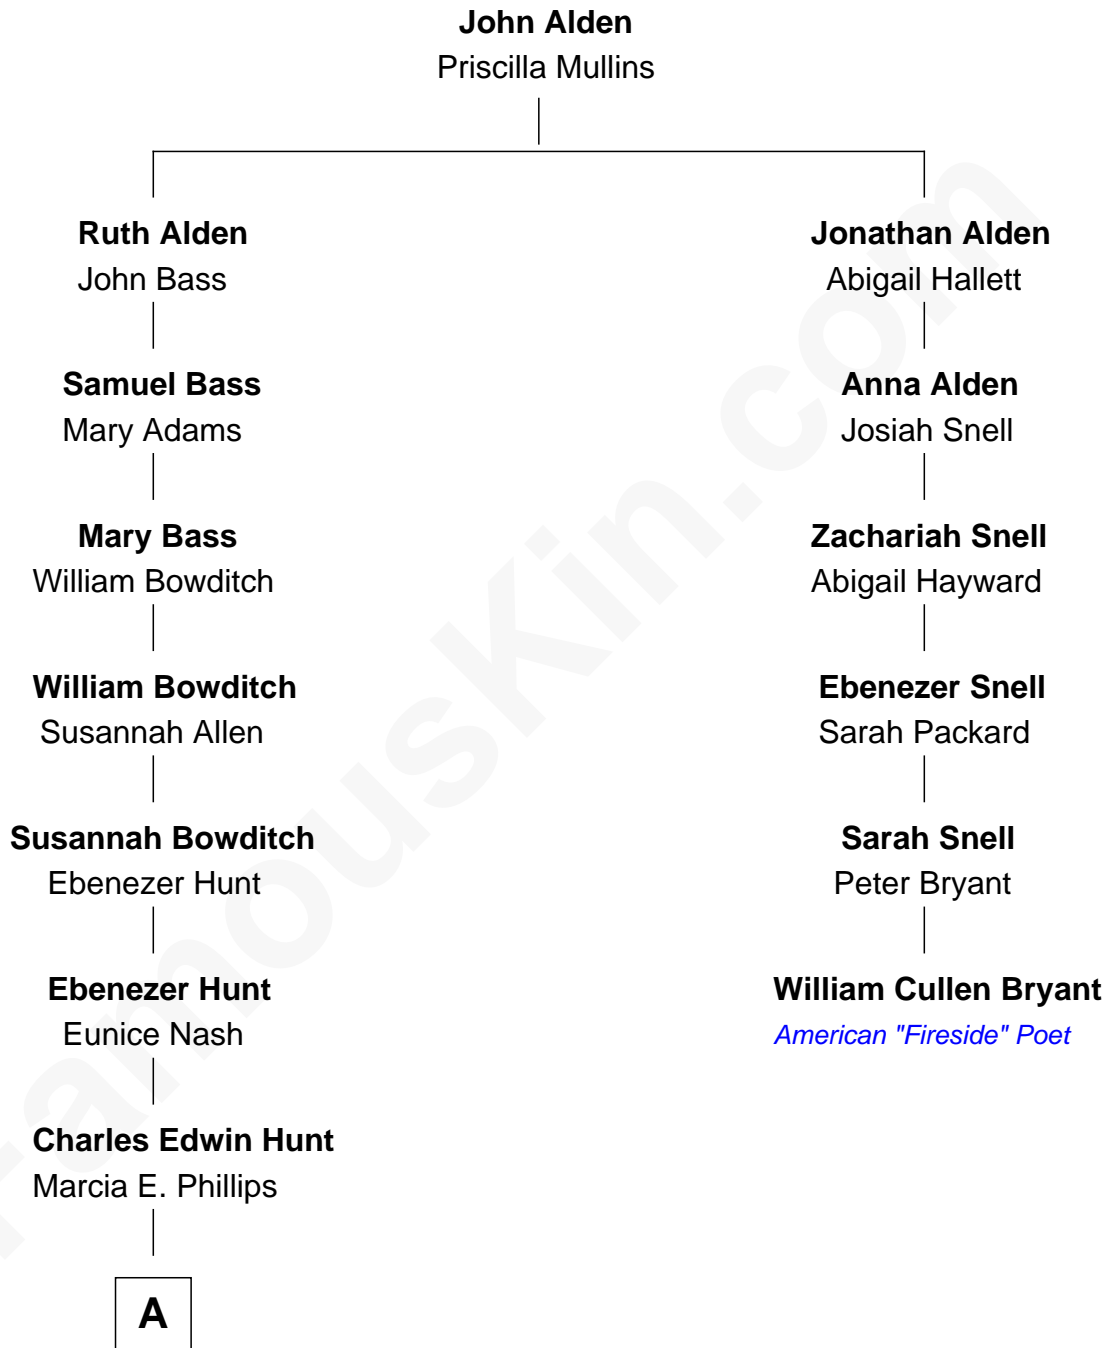 John Alden
Priscilla Mullins
Ruth Alden
John Bass
Jonathan Alden
Abigail Hallett
Samuel Bass
Mary Adams
Anna Alden
Josiah Snell
Mary Bass
William Bowditch
Zachariah Snell
Abigail Hayward
William Bowditch
Susannah Allen
Ebenezer Snell
Sarah Packard
Susannah Bowditch
Ebenezer Hunt
Sarah Snell
Peter Bryant
Ebenezer Hunt
Eunice Nash
William Cullen Bryant
American "Fireside" Poet
Charles Edwin Hunt
Marcia E. Phillips
A
FamousKin.com